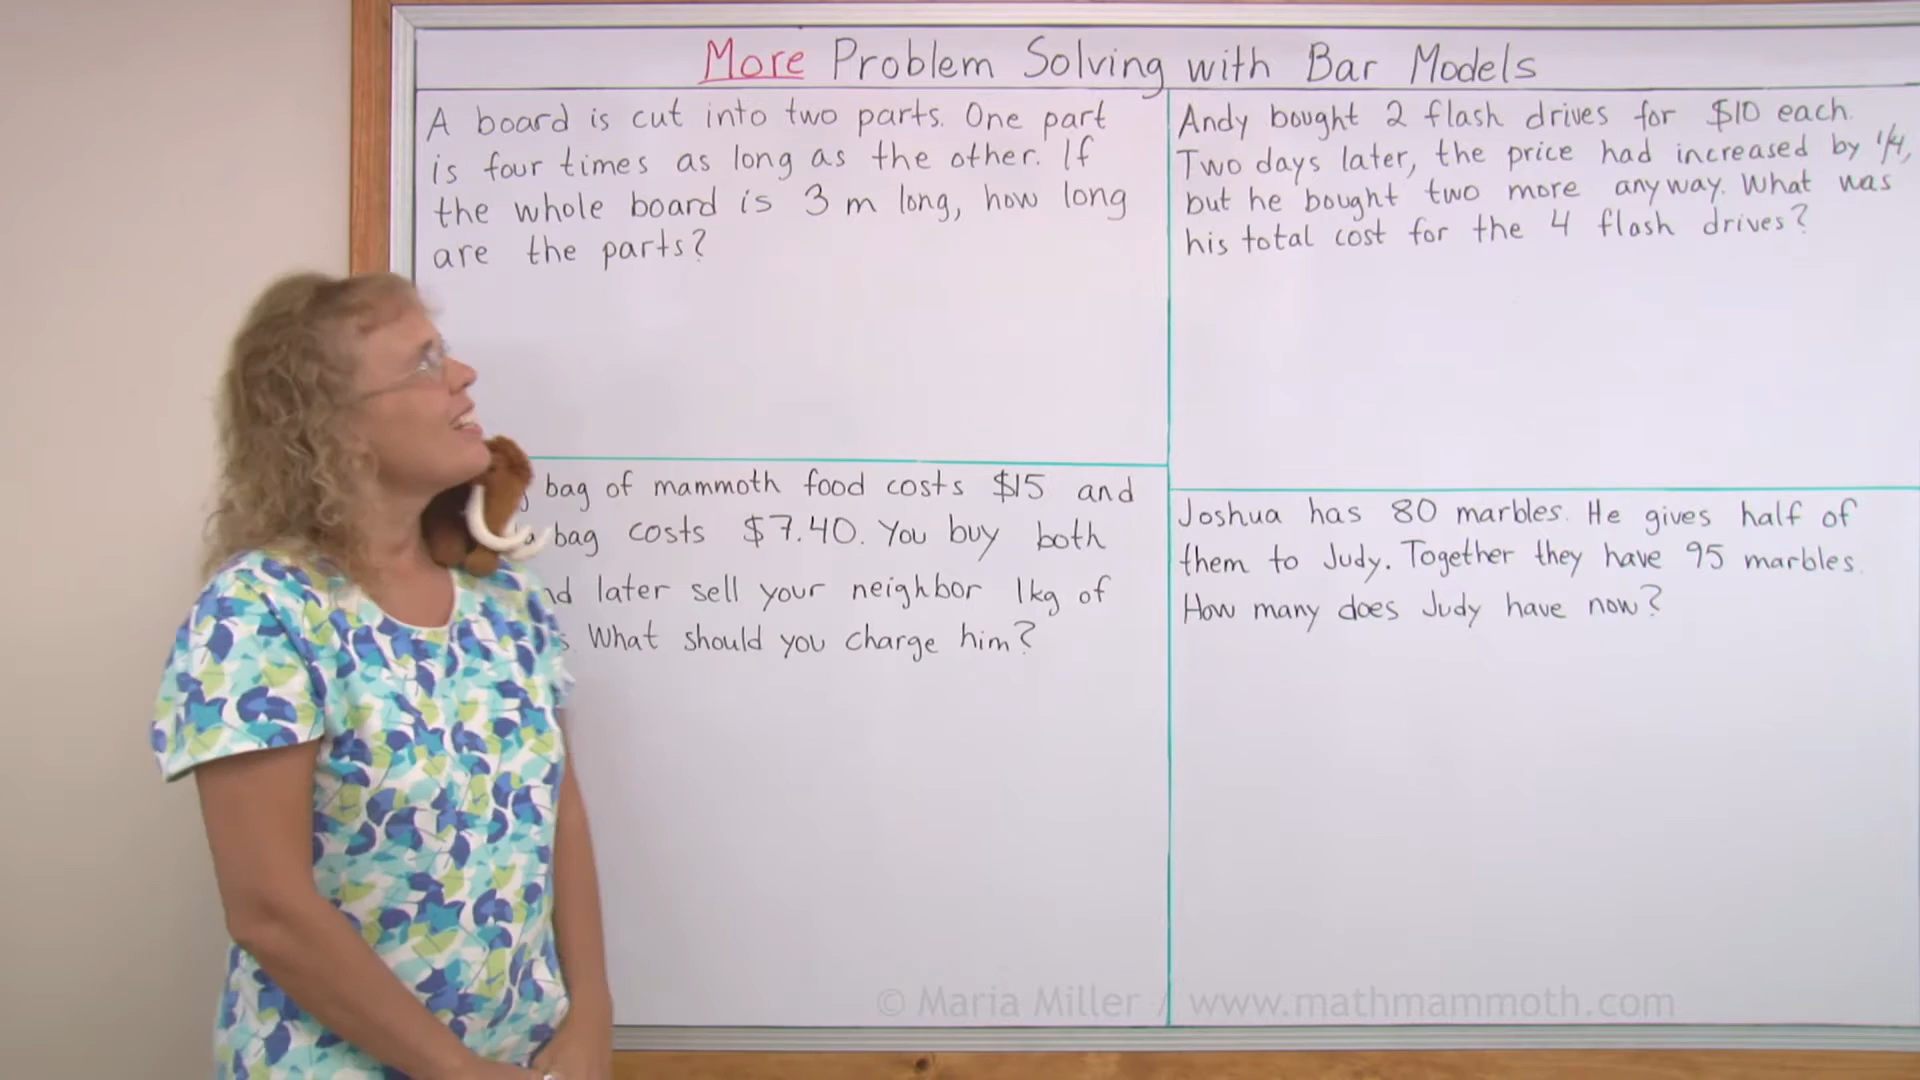 More Problem Solving with Bar Models
A board is cut into two parts. One part
is four times as long as the other. If
the whole board is 3 m long, how long
are the parts?
Andy bought 2 flash drives for $10 each.
Two days later, the price had increased by 1/4,
but he bought two more anyway. What was
his total cost for the 4 flash drives?
bag of mammoth food costs $15 and
bag costs $7.40. You buy both
later sell your neighbor 1kg of
What should you charge him?
Joshua has 80 marbles. He gives half of
them to Judy. Together they have 95 marbles.
How many does Judy have now?
© Maria Miller / www.mathmammoth.com